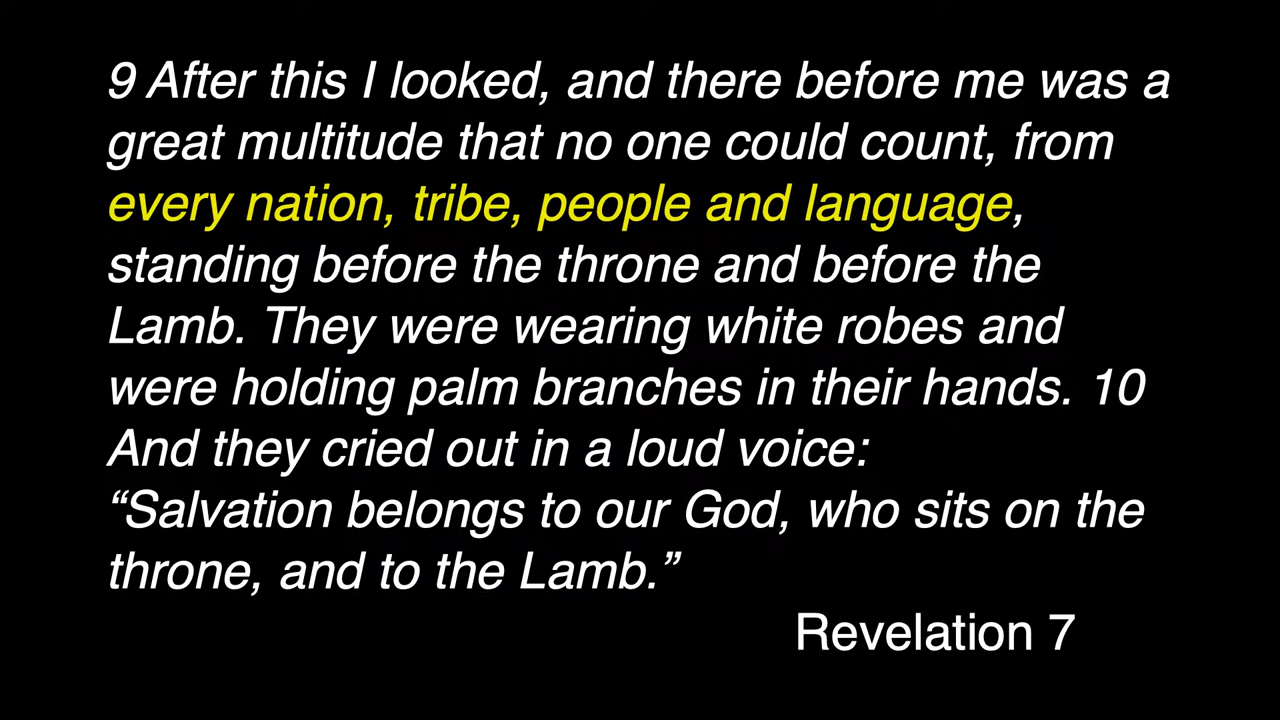 9 After this I looked, and there before me was a
great multitude that no one could count, from
every nation, tribe, people and language,
standing before the throne and before the
Lamb. They were wearing white robes and
were holding palm branches in their hands. 10
And they cried out in a loud voice:
“Salvation belongs to our God, who sits on the
throne, and to the Lamb.”
Revelation 7